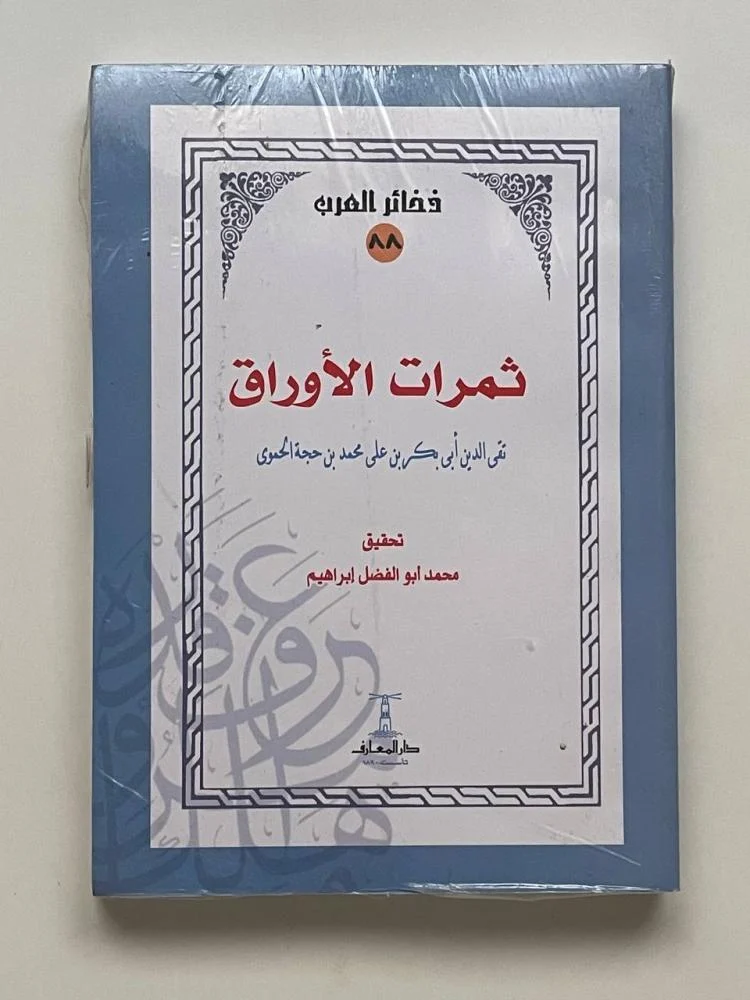 ذخائر العرب
٨٨
ثمرات الأوراق
تقى الدين أبى بكر بن على محمد بن حجة الحموى
تحقيق
محمد أبو الفضل إبراهيم
دار المعارف